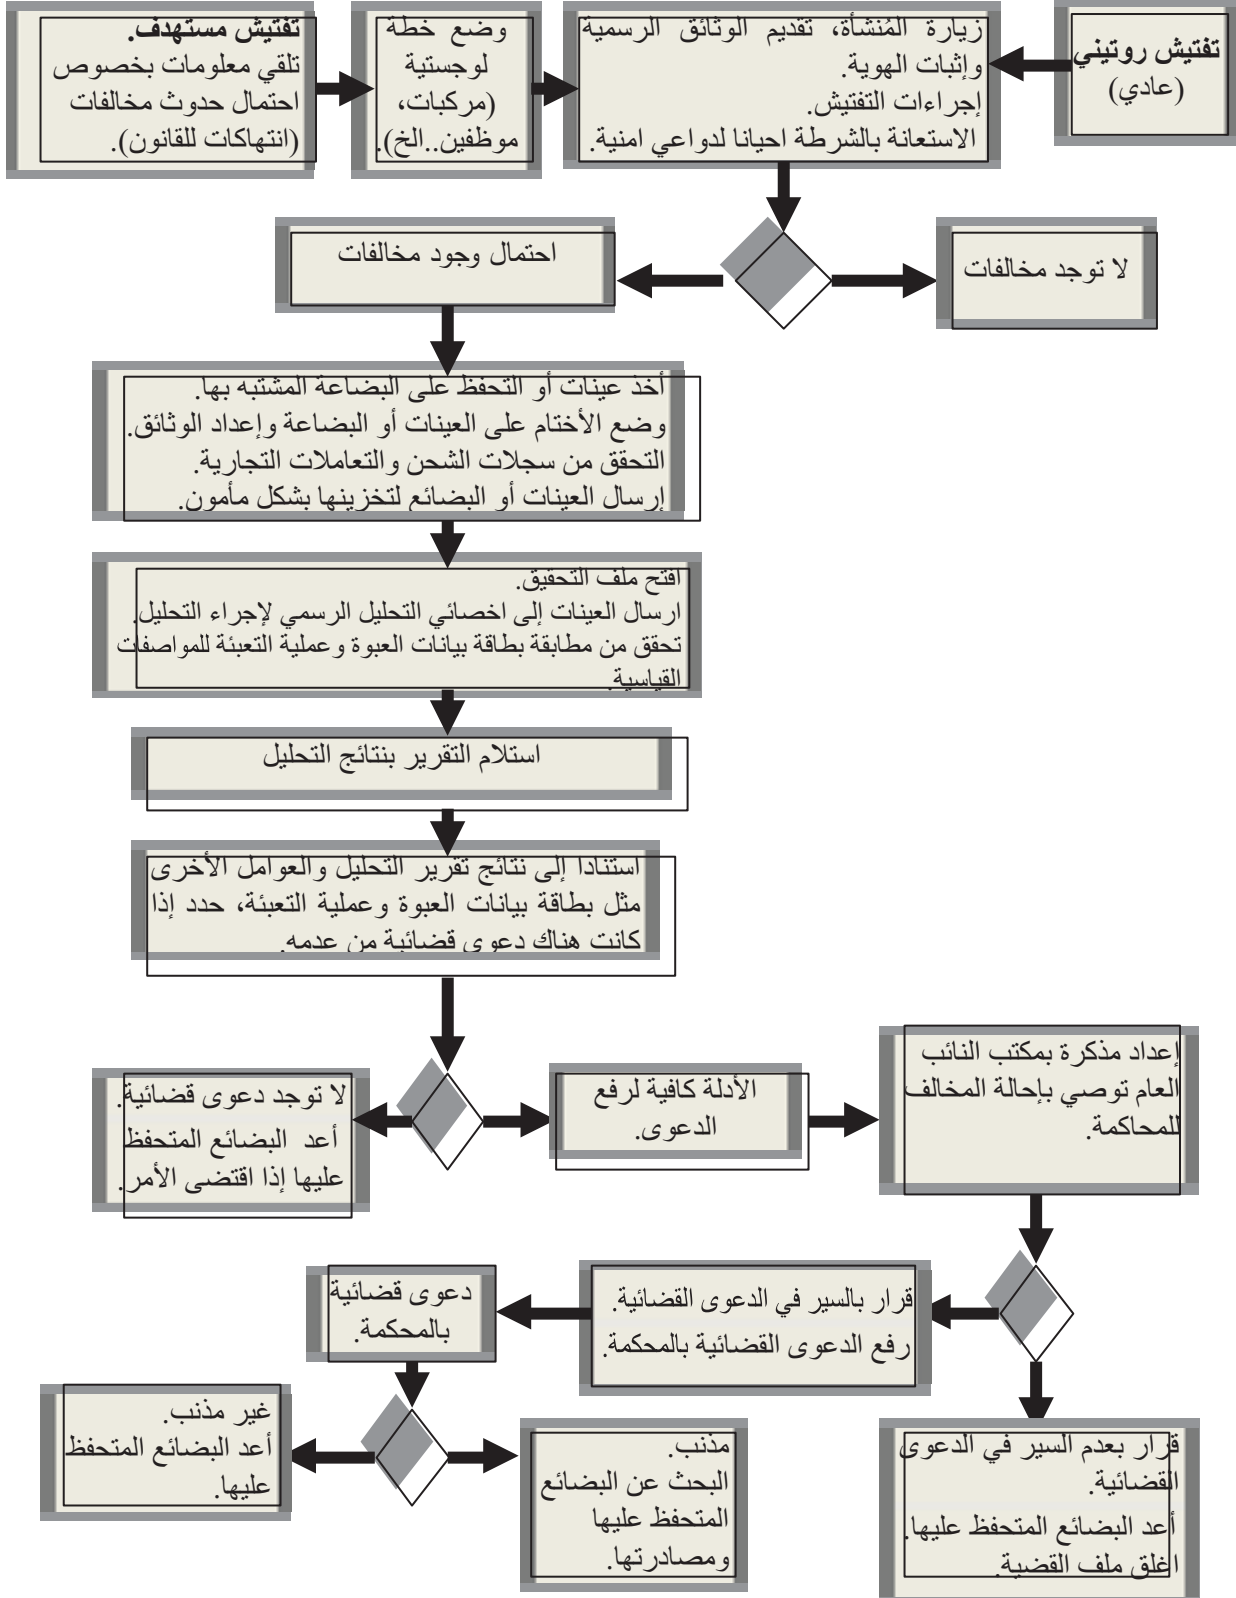 تفتيش روتيني
(عادي)
زيارة المُنشأة، تقديم الوثائق الرسمية
وإثبات الهوية.
إجراءات التفتيش.
الاستعانة بالشرطة احيانا لدواعي امنية.
وضع خطة
لوجستية
(مركبات،
موظفين..الخ).
تفتيش مستهدف.
تلقي معلومات بخصوص
احتمال حدوث مخالفات
(انتهاكات للقانون).
لا توجد مخالفات
احتمال وجود مخالفات
أخذ عينات أو التحفظ على البضاعة المشتبه بها.
وضع الأختام على العينات أو البضاعة وإعداد الوثائق.
التحقق من سجلات الشحن والتعاملات التجارية.
إرسال العينات أو البضائع لتخزينها بشكل مأمون.
افتح ملف التحقيق.
ارسال العينات إلى اخصائي التحليل الرسمي لإجراء التحليل.
تحقق من مطابقة بطاقة بيانات العبوة وعملية التعبئة للمواصفات
القياسية.
استلام التقرير بنتائج التحليل
استنادا إلى نتائج تقرير التحليل والعوامل الأخرى
مثل بطاقة بيانات العبوة وعملية التعبئة، حدد إذا
كانت هناك دعوى قضائية من عدمه.
إعداد مذكرة بمكتب النائب
العام توصي بإحالة المخالف
للمحاكمة.
الأدلة كافية لرفع
الدعوى.
لا توجد دعوى قضائية.
أعد البضائع المتحفظ
عليها إذا اقتضى الأمر.
قرار بالسير في الدعوى القضائية.
رفع الدعوى القضائية بالمحكمة.
دعوى قضائية
بالمحكمة.
قرار بعدم السير في الدعوى
القضائية.
أعد البضائع المتحفظ عليها.
اغلق ملف القضية.
مذنب.
البحث عن البضائع
المتحفظ عليها
ومصادرتها.
غير مذنب.
أعد البضائع المتحفظ
عليها.